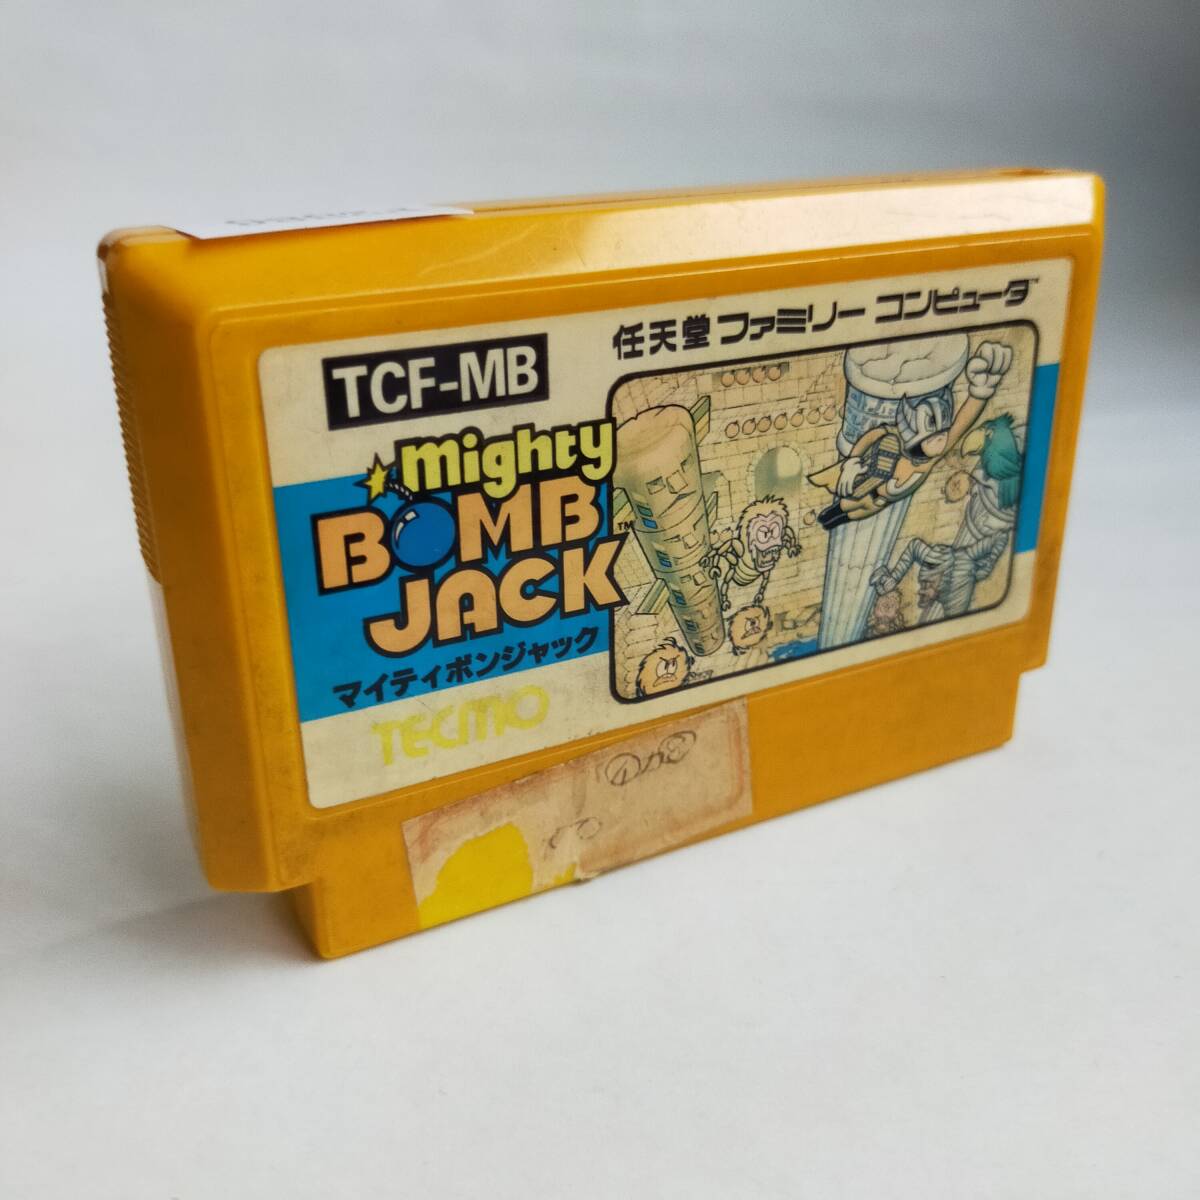 TCF-MB
任天堂 ファミリー コンピュータ
mighty
BOMB
JACK™
マイティボンジャック
TECMO